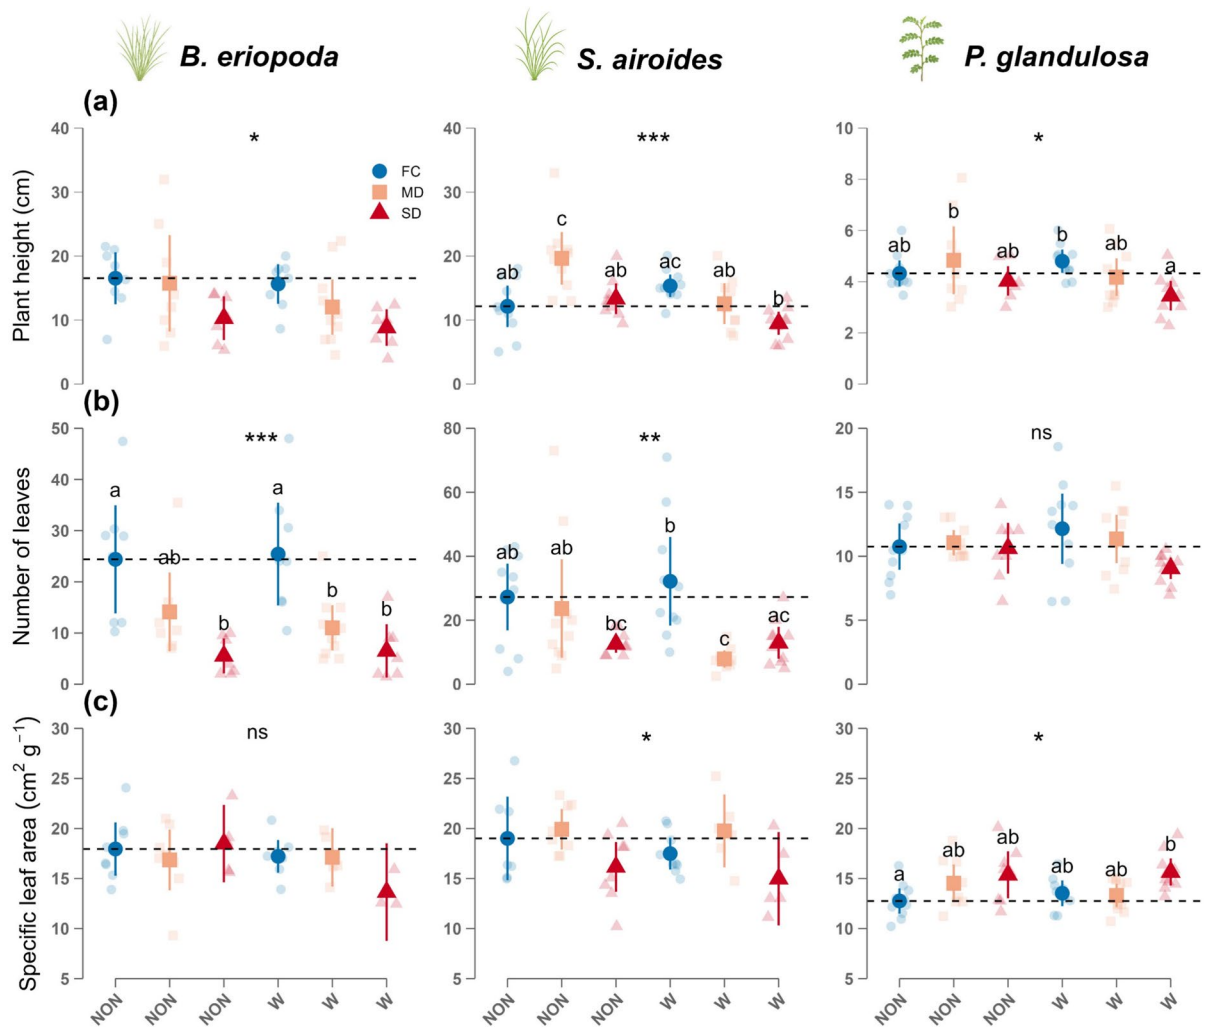 B. eriopoda S. airoides P. glandulosa
(a)
Plant height (cm)
40 30 20 10 0
*
FC
MD
SD
40 30 20 10 0
***
ab c ab ac ab b
10 8 6 4 2 0
*
ab b ab b ab a
(b)
Number of leaves
50 40 30 20 10 0
***
a ab b a b b
80 60 40 20 0
**
ab ab bc b c ac
20 15 10 5 0
ns
(c)
Specific leaf area (cm² g⁻¹)
30 25 20 15 10 5
ns
30 25 20 15 10 5
*
30 25 20 15 10 5
*
a ab ab ab ab b
NON NON NON W W W NON NON NON W W W NON NON NON W W W